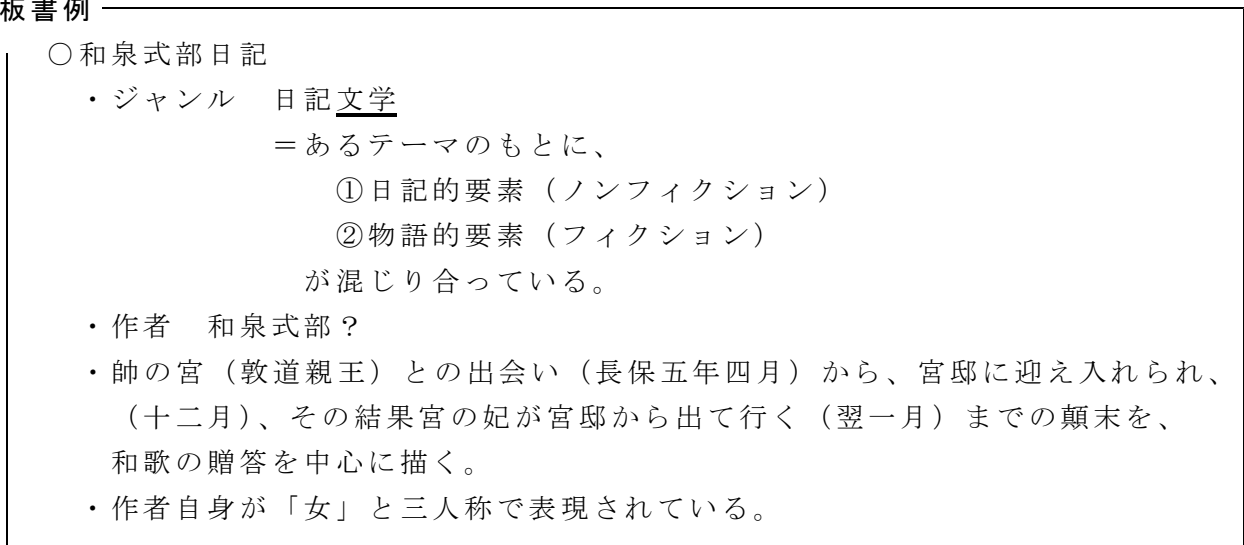 板書例
○和泉式部日記
・ジャンル　日記文学
＝あるテーマのもとに、
①日記的要素（ノンフィクション）
②物語的要素（フィクション）
が混じり合っている。
・作者　和泉式部？
・帥の宮（敦道親王）との出会い（長保五年四月）から、宮邸に迎え入れられ、
（十二月）、その結果宮の妃が宮邸から出て行く（翌一月）までの顛末を、
和歌の贈答を中心に描く。
・作者自身が「女」と三人称で表現されている。